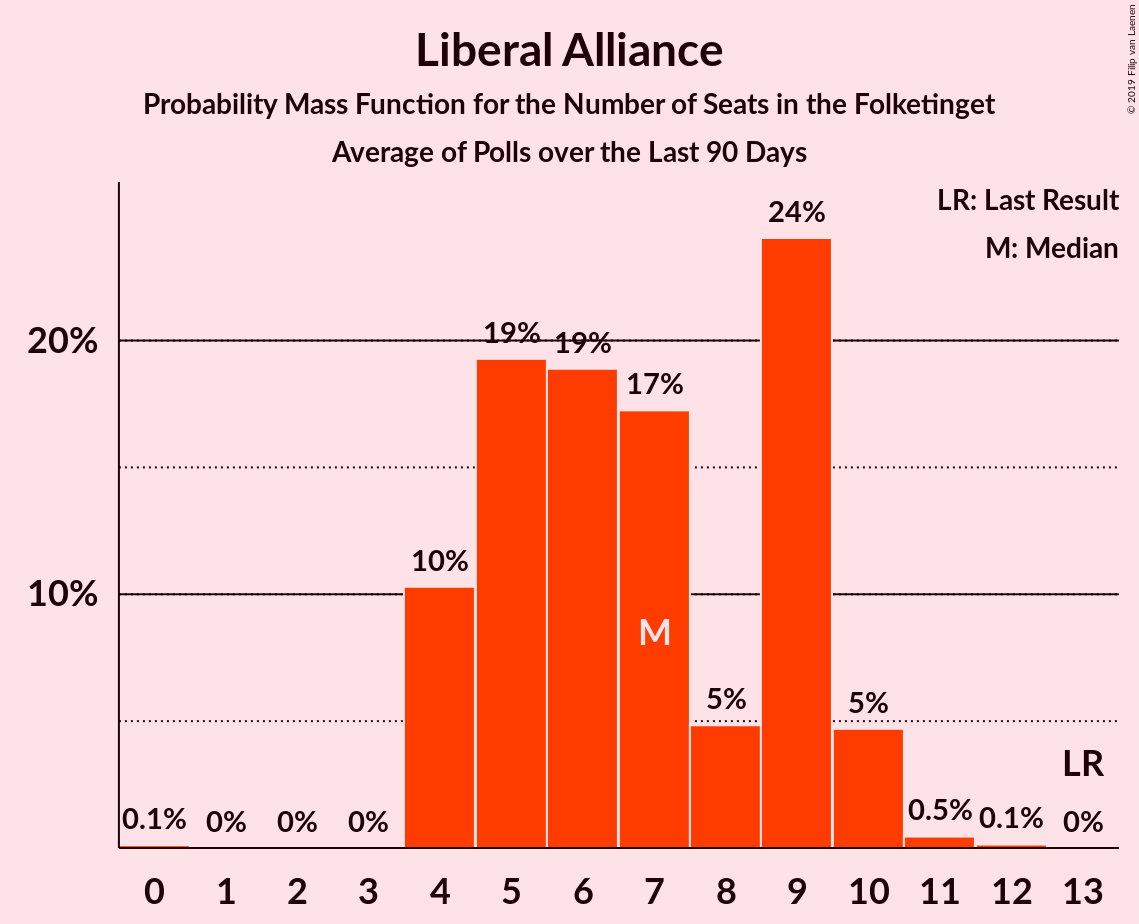 Liberal Alliance
Probability Mass Function for the Number of Seats in the Folketinget
Average of Polls over the Last 90 Days
© 2019 Filip van Laenen
LR: Last Result
M: Median
24%
20%
19%
19%
17%
10%
10%
M
5%
5%
LR
0.1%
0%
0%
0%
0.5%
0.1%
0%
0 1 2 3 4 5 6 7 8 9 10 11 12 13